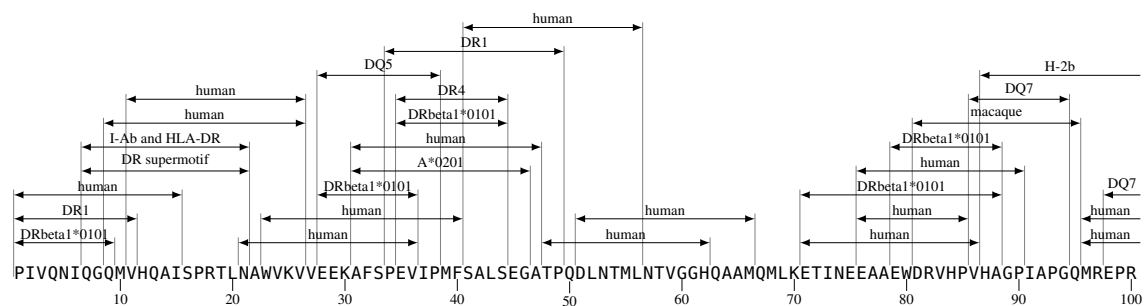 human
DR1
H-2b
DQ5
human DR4 DQ7
human DRbeta1*0101 macaque
I-Ab and HLA-DR human DRbeta1*0101
DR supermotif A*0201 human
human DRbeta1*0101 DRbeta1*0101 DQ7
DR1 human human human human
DRbeta1*0101 human human human human
PIVQNIQGQMVHQAISPRTLNAWVKVVEEKAFSPEVIPMFSALSEGATPQDLNTMLNTVGGHQAAMQMLKETINEEAAEWDRVHPVHAGPIAPGQMREPR
10 20 30 40 50 60 70 80 90 100